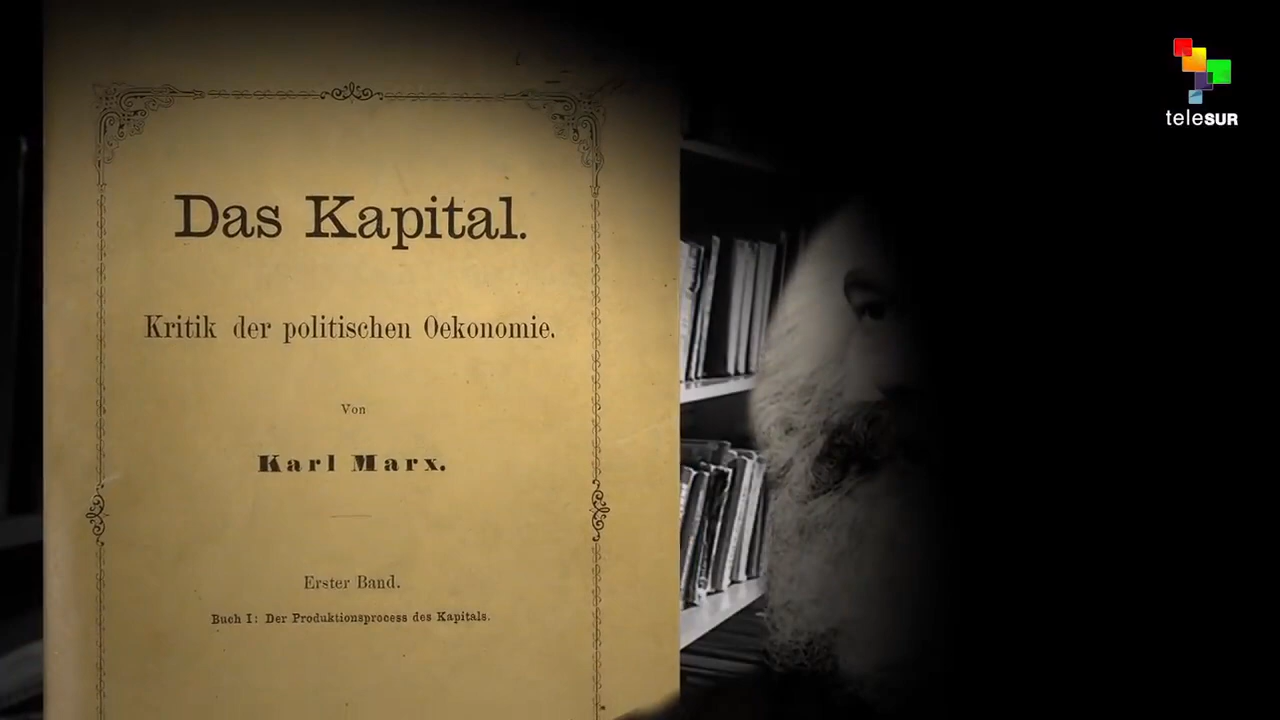 Das Kapital.
Kritik der politischen Oekonomie.
Von
Karl Marx.
Erster Band.
Buch I: Der Produktionsprocess des Kapitals.
teleSUR